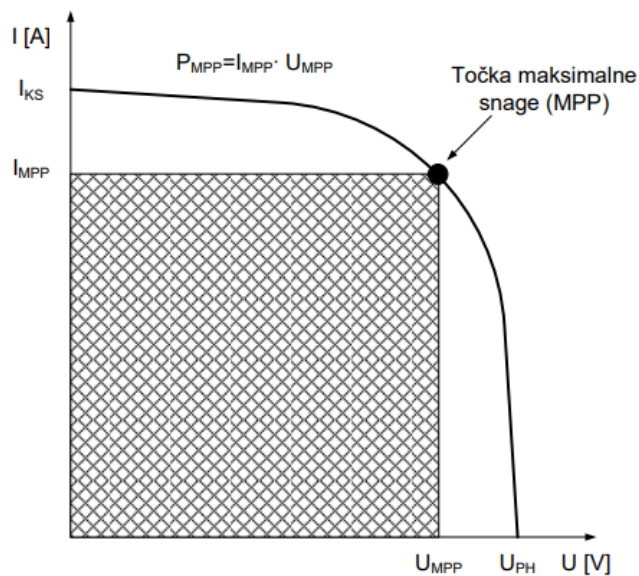 I [A]
P_MPP=I_MPP· U_MPP
Točka maksimalne
snage (MPP)
I_KS
I_MPP
U_MPP
U_PH
U [V]